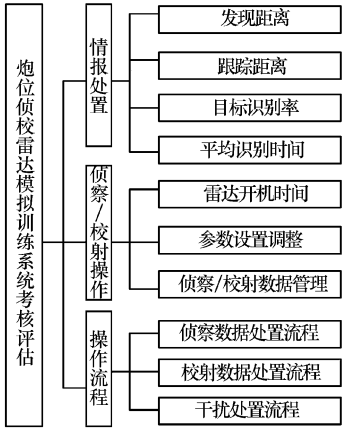 炮位侦校雷达模拟训练系统考核评估
情报处置
发现距离
跟踪距离
目标识别率
平均识别时间
侦察/校射操作
雷达开机时间
参数设置调整
侦察/校射数据管理
操作流程
侦察数据处置流程
校射数据处置流程
干扰处置流程